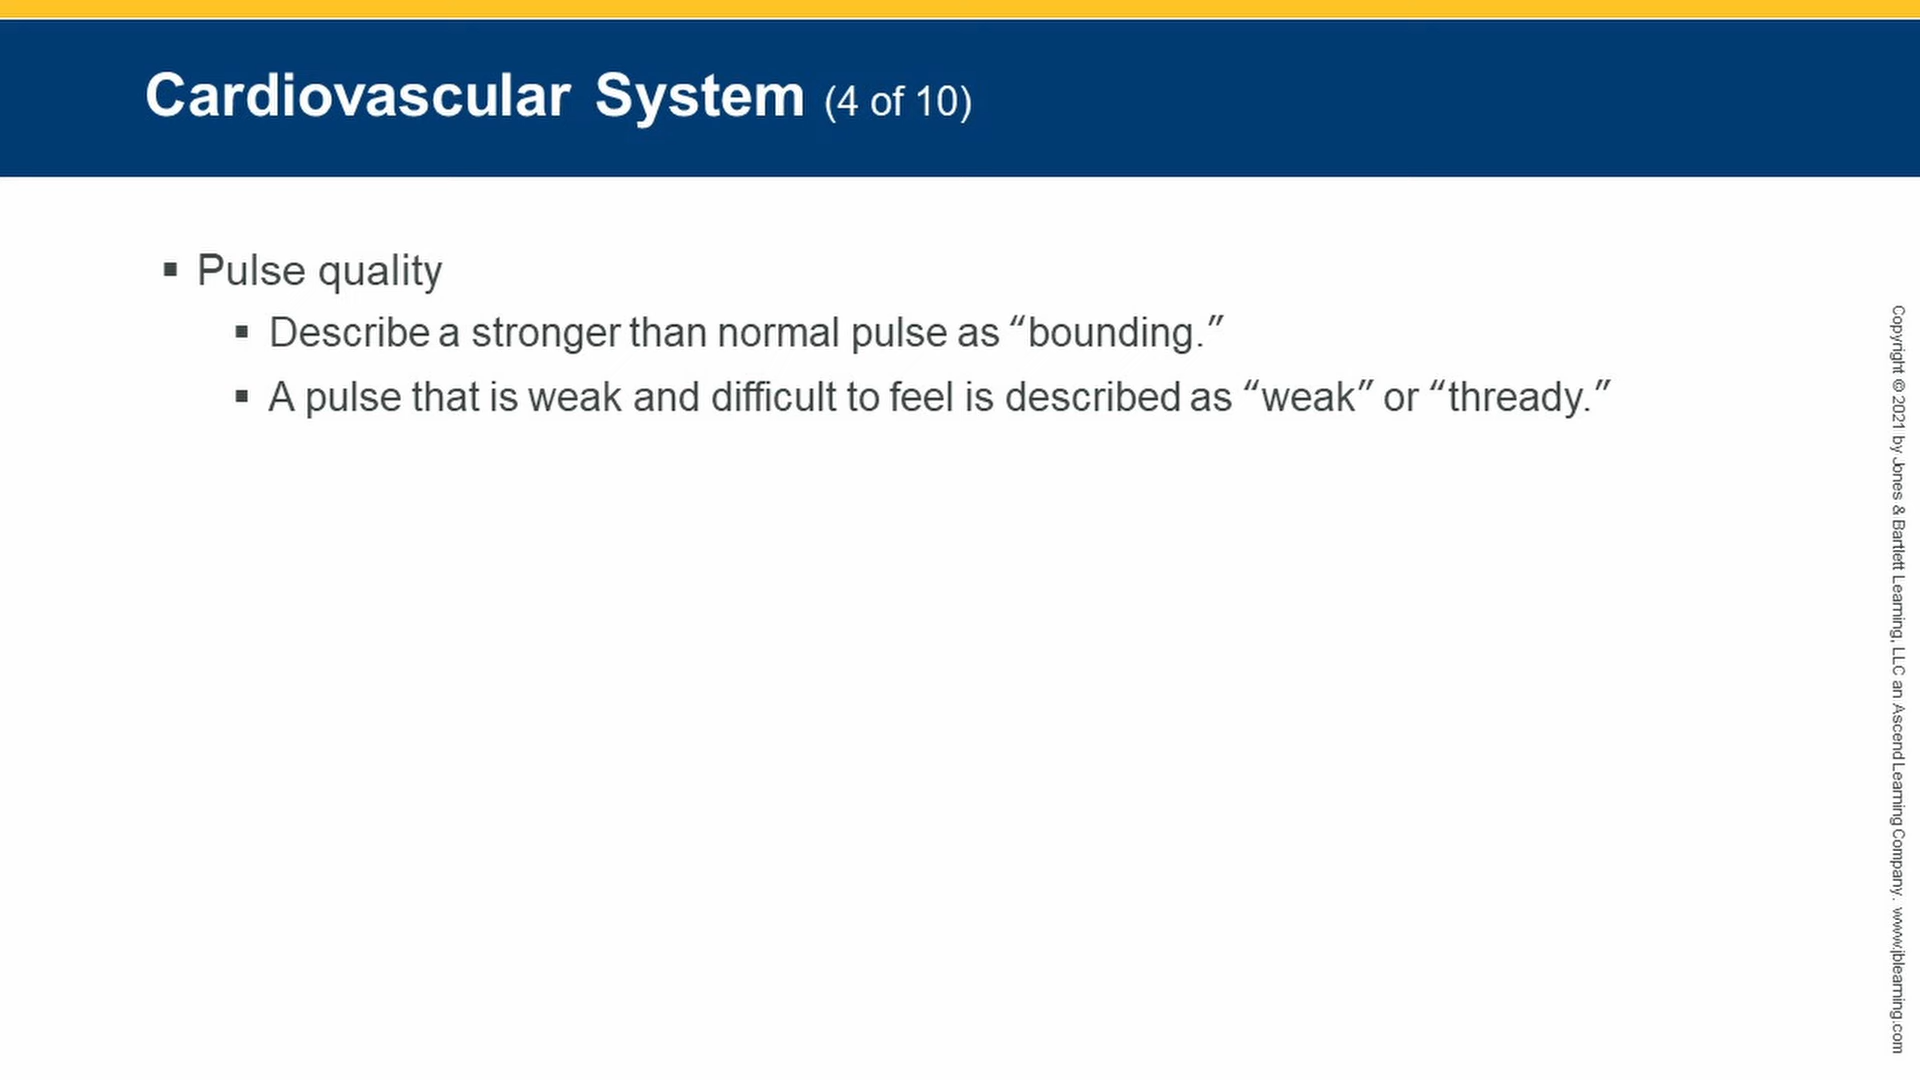 Cardiovascular System (4 of 10)
▪ Pulse quality
▪ Describe a stronger than normal pulse as “bounding.”
▪ A pulse that is weak and difficult to feel is described as “weak” or “thready.”
Copyright © 2021 by Jones & Bartlett Learning, LLC an Ascend Learning Company. www.jblearning.com